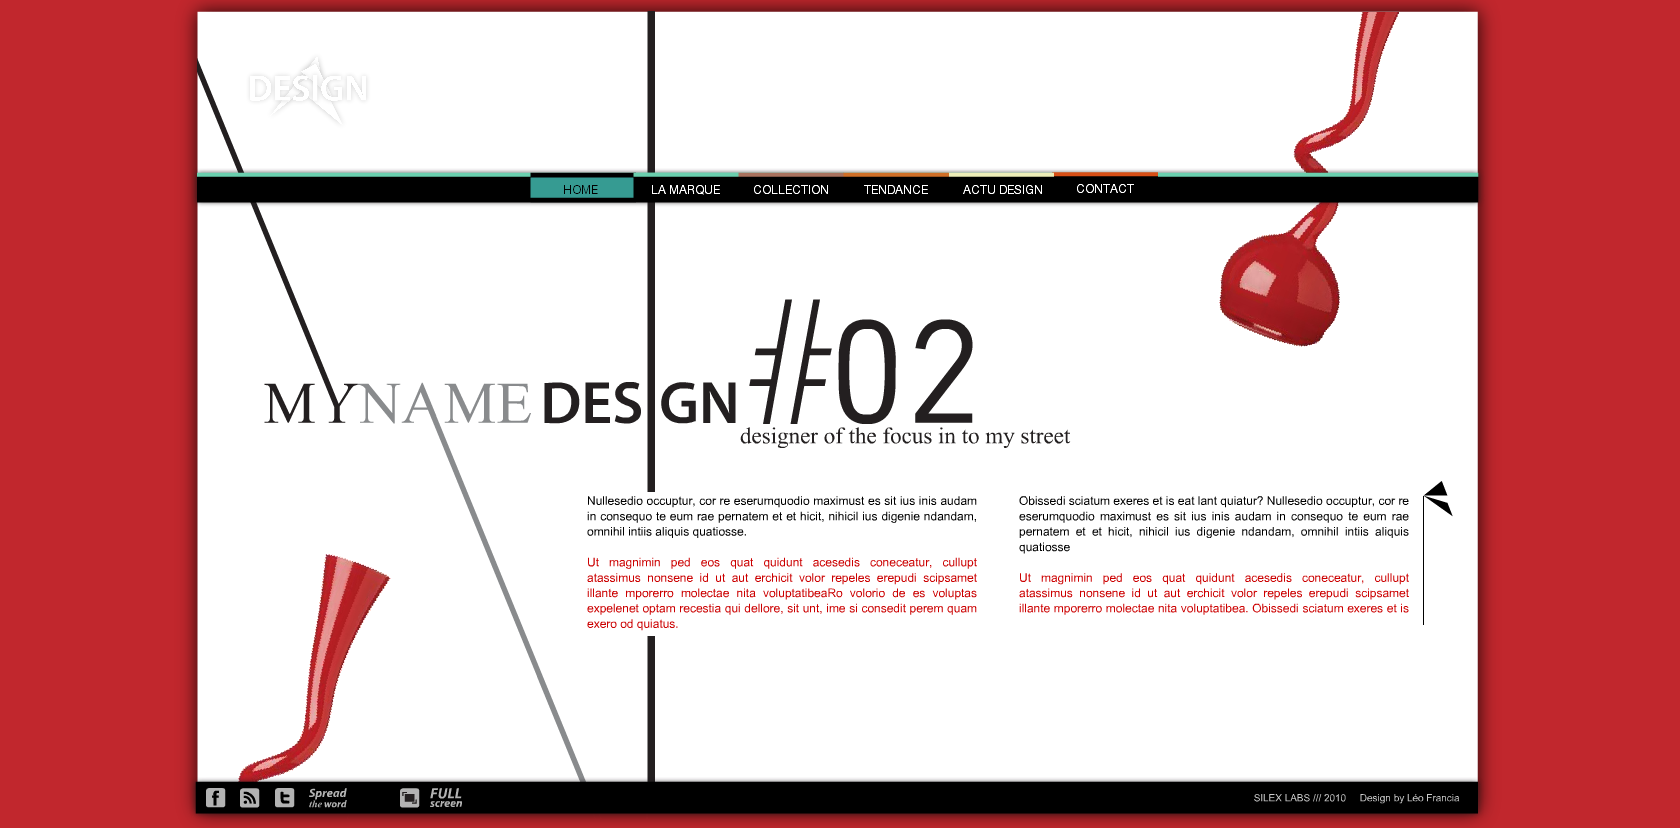 DESIGN
HOME LA MARQUE COLLECTION TENDANCE ACTU DESIGN CONTACT
#02
MYNAME DESIGN
designer of the focus in to my street
Nullesedio occuptur, cor re eserumquodio maximust es sit ius inis audam
in consequo te eum rae pernatem et et hicit, nihicil ius digenie ndandam,
omnihil intiis aliquis quatiosse.
Ut magnimin ped eos quat quidunt acesedis coneceatur, cullupt
atassimus nonsene id ut aut erchicit volor repeles erepudi scipsamet
illante mporerro molectae nita voluptatibeaRo volorio de es voluptas
expelenet optam recestia qui dellore, sit unt, ime si consedit perem quam
exero od quiatus.
Obissedi sciatum exeres et is eat lant quiatur? Nullesedio occuptur, cor re
eserumquodio maximust es sit ius inis audam in consequo te eum rae
pernatem et et hicit, nihicil ius digenie ndandam, omnihil intiis aliquis
quatiosse
Ut magnimin ped eos quat quidunt acesedis coneceatur, cullupt
atassimus nonsene id ut aut erchicit volor repeles erepudi scipsamet
illante mporerro molectae nita voluptatibea. Obissedi sciatum exeres et is
Spread
the word
FULL
screen
SILEX LABS /// 2010 Design by Léo Francia